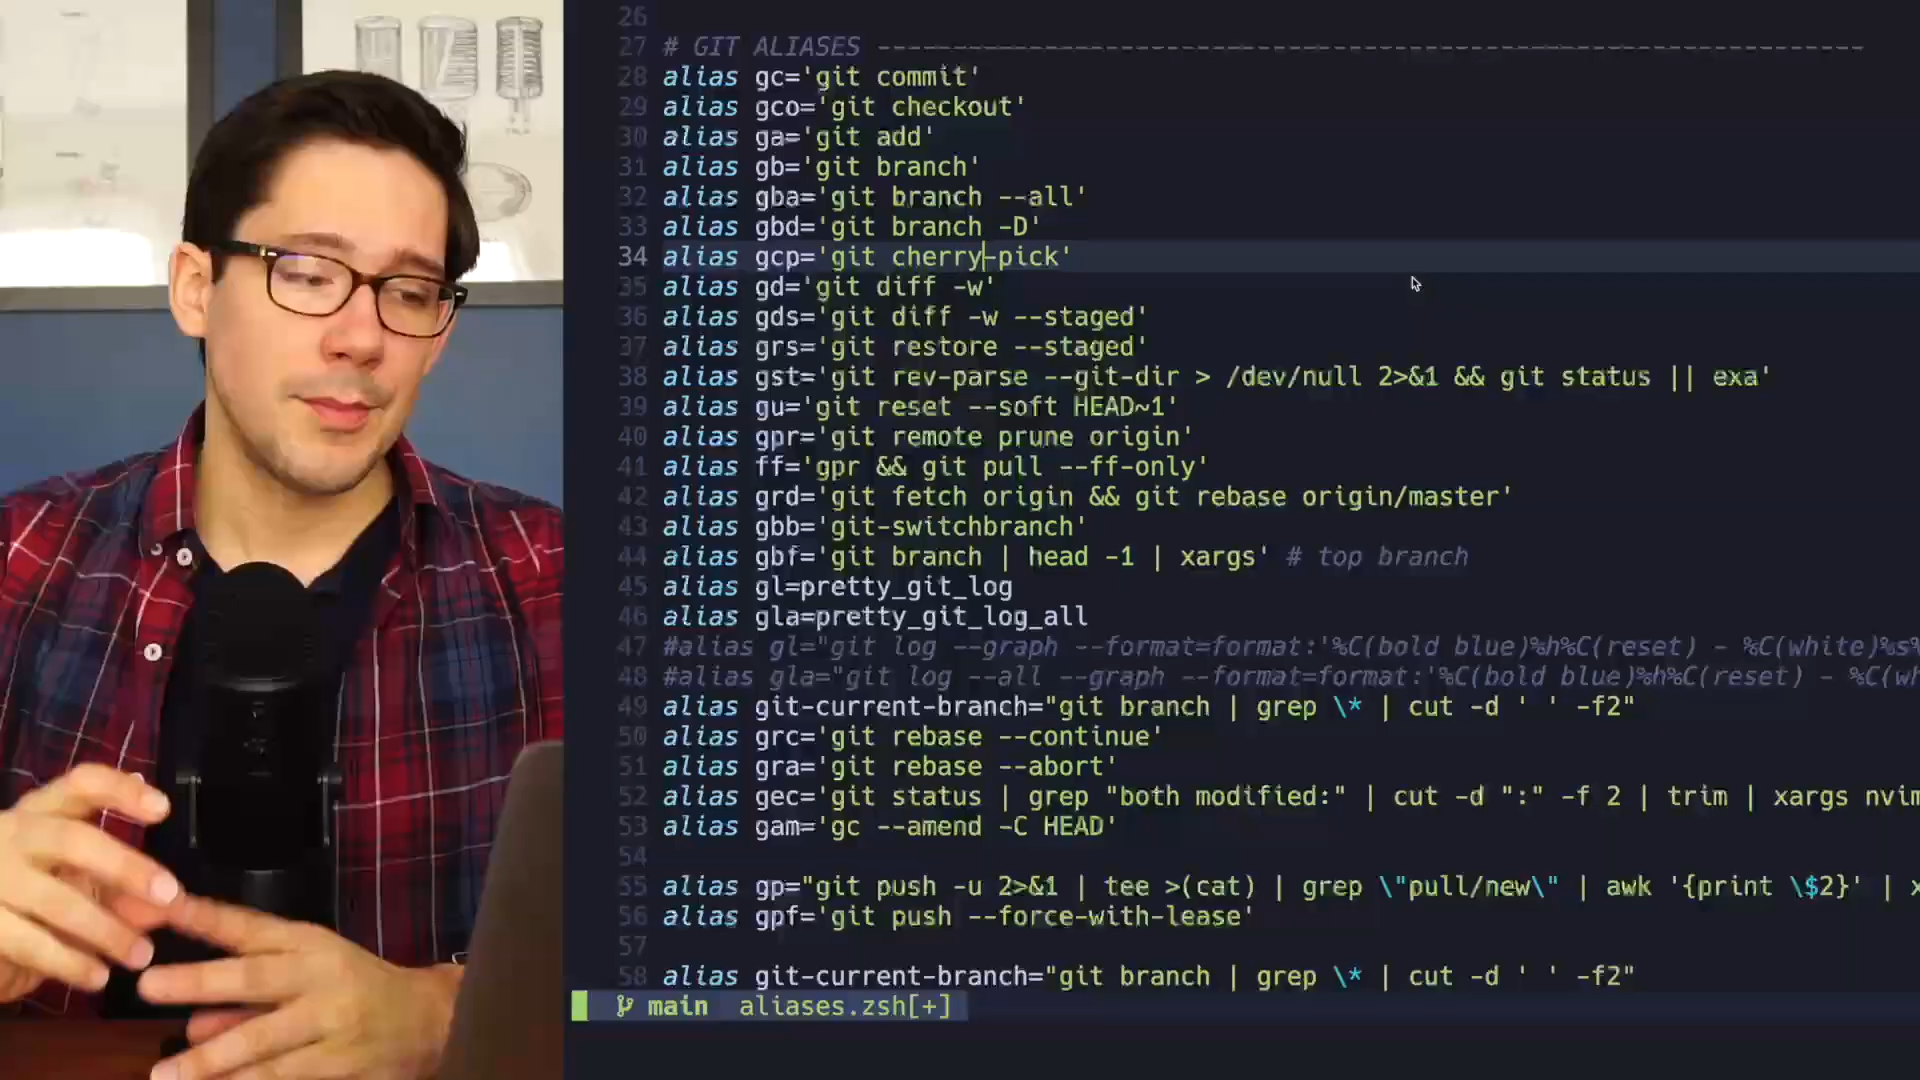 26
27 # GIT ALIASES -----------------------------------------------------------------
28 alias gc='git commit'
29 alias gco='git checkout'
30 alias ga='git add'
31 alias gb='git branch'
32 alias gba='git branch --all'
33 alias gbd='git branch -D'
34 alias gcp='git cherry-pick'
35 alias gd='git diff -w'
36 alias gds='git diff -w --staged'
37 alias grs='git restore --staged'
38 alias gst='git rev-parse --git-dir > /dev/null 2>&1 && git status || exa'
39 alias gu='git reset --soft HEAD~1'
40 alias gpr='git remote prune origin'
41 alias ff='gpr && git pull --ff-only'
42 alias grd='git fetch origin && git rebase origin/master'
43 alias gbb='git-switchbranch'
44 alias gbf='git branch | head -1 | xargs' # top branch
45 alias gl=pretty_git_log
46 alias gla=pretty_git_log_all
47 #alias gl="git log --graph --format=format:'%C(bold blue)%h%C(reset) - %C(white)%s%
48 #alias gla="git log --all --graph --format=format:'%C(bold blue)%h%C(reset) - %C(wh
49 alias git-current-branch="git branch | grep \* | cut -d ' ' -f2"
50 alias grc='git rebase --continue'
51 alias gra='git rebase --abort'
52 alias gec='git status | grep "both modified:" | cut -d ":" -f 2 | trim | xargs nvim
53 alias gam='gc --amend -C HEAD'
54
55 alias gp="git push -u 2>&1 | tee >(cat) | grep \"pull/new\" | awk '{print \$2}' | x
56 alias gpf='git push --force-with-lease'
57
58 alias git-current-branch="git branch | grep \* | cut -d ' ' -f2"
main aliases.zsh[+]